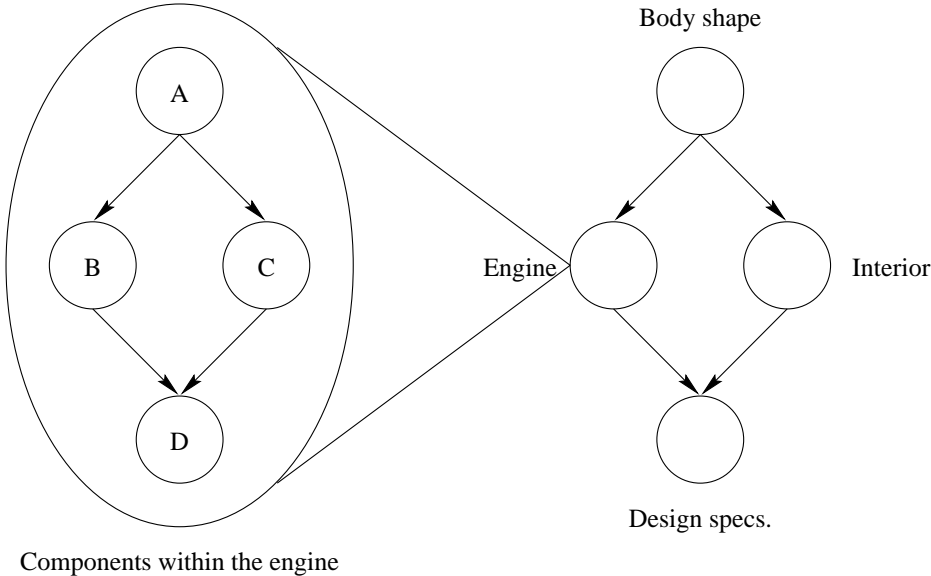 Body shape
A
B
C
Engine
Interior
D
Design specs.
Components within the engine